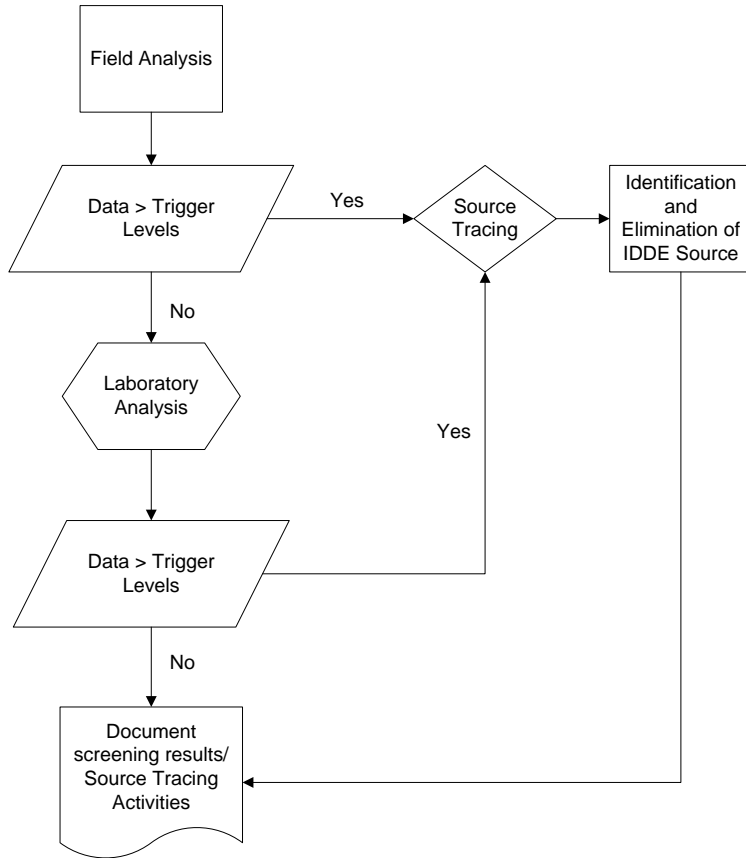 Field Analysis
Data > Trigger
Levels
Yes
Source
Tracing
Identification
and
Elimination of
IDDE Source
No
Laboratory
Analysis
Yes
Data > Trigger
Levels
No
Document
screening results/
Source Tracing
Activities